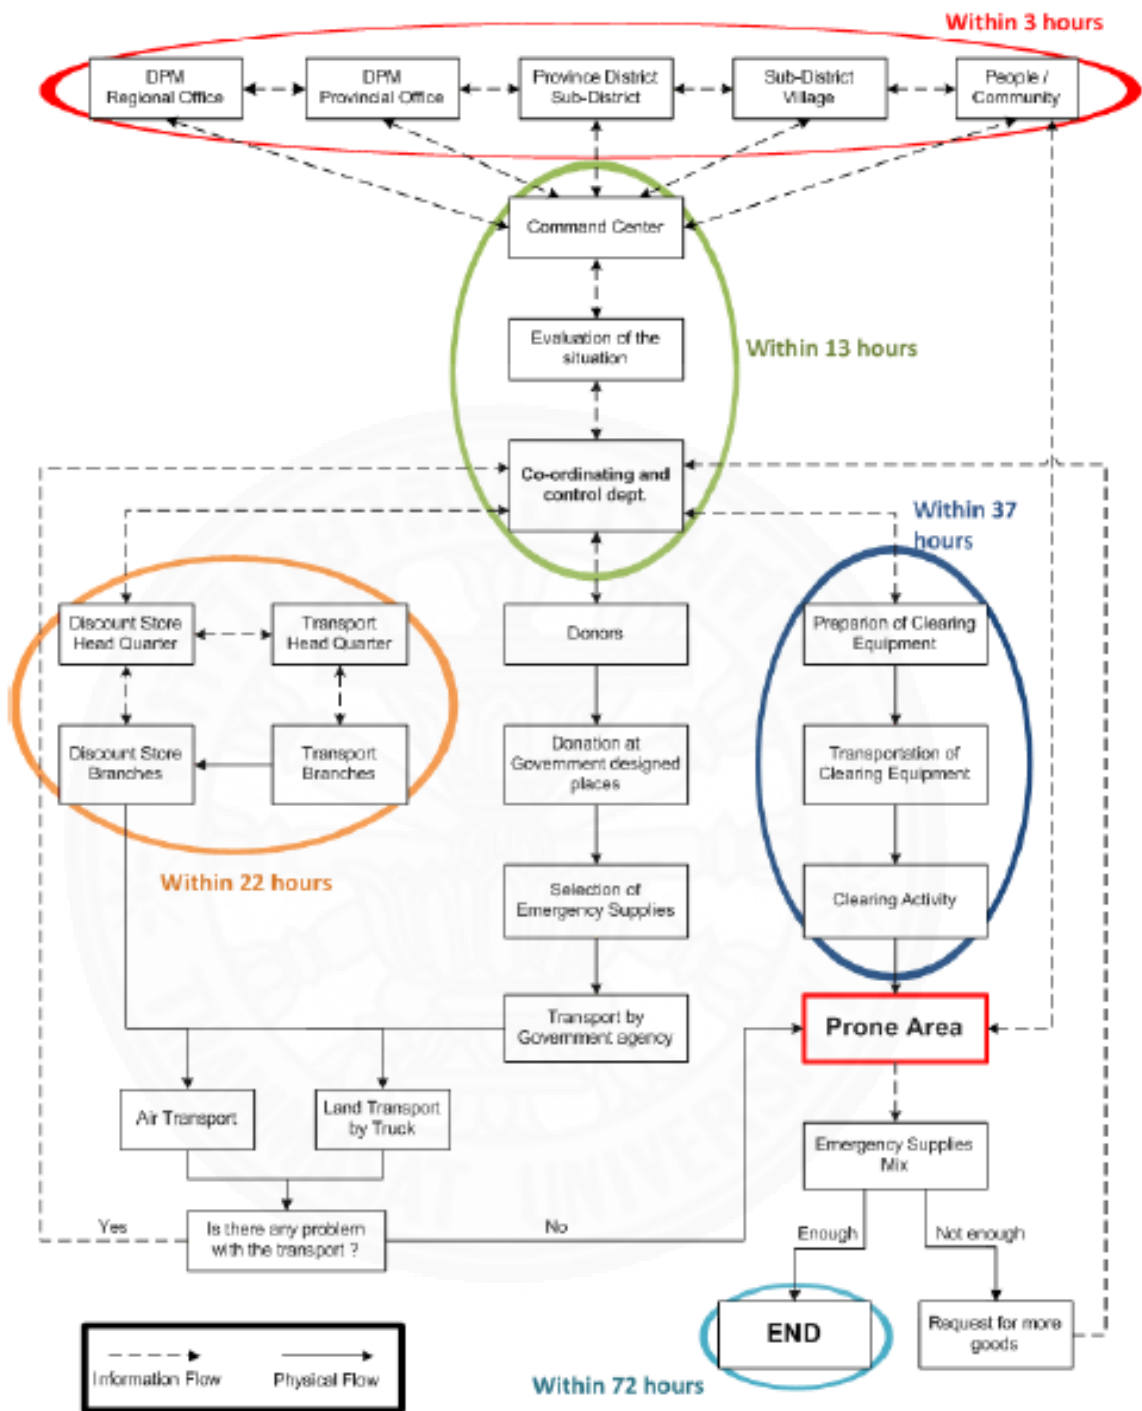 Within 3 hours
DPM
Regional Office
DPM
Provincial Office
Province District
Sub-District
Sub-District
Village
People /
Community
Command Center
Evaluation of the
situation
Within 13 hours
Co-ordinating and
control dept.
Within 37
hours
Discount Store
Head Quarter
Transport
Head Quarter
Donors
Preparion of Clearing
Equipment
Discount Store
Branches
Transport
Branches
Donation at
Government designed
places
Transportation of
Clearing Equipment
Within 22 hours
Selection of
Emergency Supplies
Clearing Activity
Transport by
Government agency
Prone Area
Air Transport
Land Transport
by Truck
Emergency Supplies
Mix
Yes
Is there any problem
with the transport ?
No
Enough
Not enough
END
Request for more
goods
Information Flow
Physical Flow
Within 72 hours